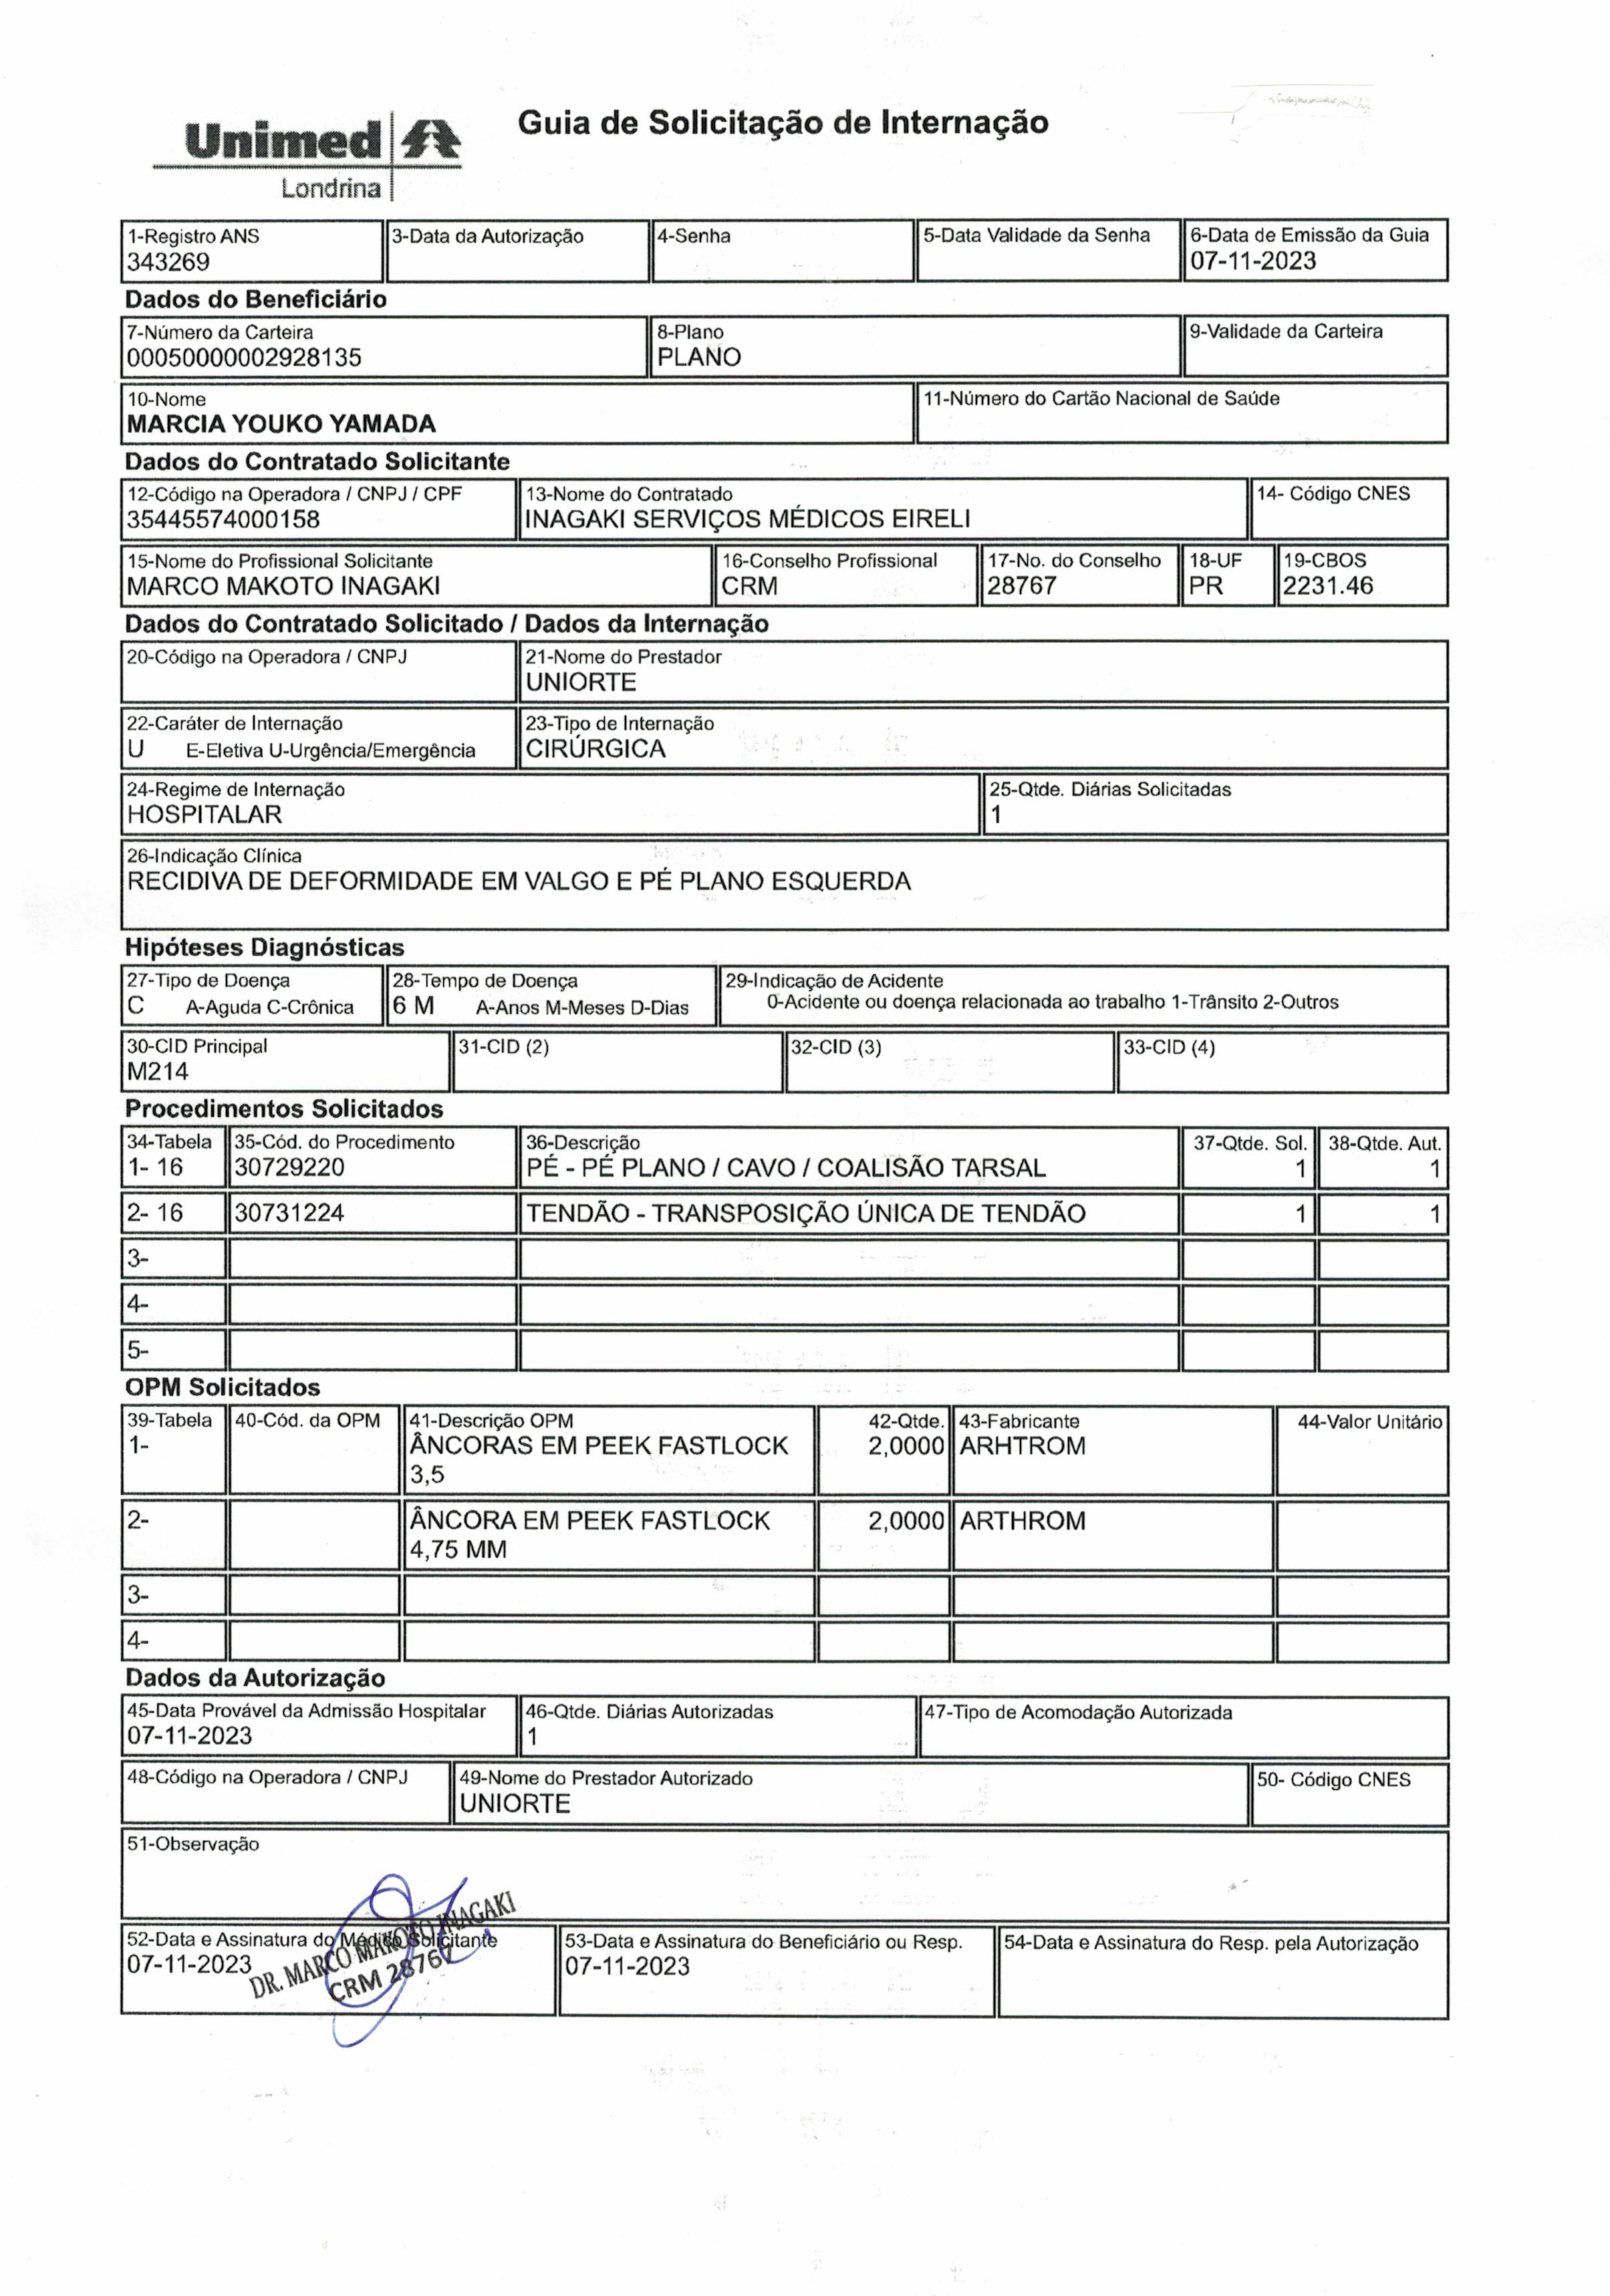 Unimed
Londrina
Guia de Solicitação de Internação
1-Registro ANS 3-Data da Autorização 4-Senha 5-Data Validade da Senha 6-Data de Emissão da Guia
343269 07-11-2023
Dados do Beneficiário
7-Número da Carteira 8-Plano 9-Validade da Carteira
00050000002928135 PLANO
10-Nome 11-Número do Cartão Nacional de Saúde
MARCIA YOUKO YAMADA
Dados do Contratado Solicitante
12-Código na Operadora / CNPJ / CPF 13-Nome do Contratado 14- Código CNES
35445574000158 INAGAKI SERVIÇOS MÉDICOS EIRELI
15-Nome do Profissional Solicitante 16-Conselho Profissional 17-No. do Conselho 18-UF 19-CBOS
MARCO MAKOTO INAGAKI CRM 28767 PR 2231.46
Dados do Contratado Solicitado / Dados da Internação
20-Código na Operadora / CNPJ 21-Nome do Prestador
UNIORTE
22-Caráter de Internação 23-Tipo de Internação
U E-Eletiva U-Urgência/Emergência CIRÚRGICA
24-Regime de Internação 25-Qtde. Diárias Solicitadas
HOSPITALAR 1
26-Indicação Clínica
RECIDIVA DE DEFORMIDADE EM VALGO E PÉ PLANO ESQUERDA
Hipóteses Diagnósticas
27-Tipo de Doença 28-Tempo de Doença 29-Indicação de Acidente
C A-Aguda C-Crônica 6 M A-Anos M-Meses D-Dias 0-Acidente ou doença relacionada ao trabalho 1-Trânsito 2-Outros
30-CID Principal 31-CID (2) 32-CID (3) 33-CID (4)
M214
Procedimentos Solicitados
34-Tabela 35-Cód. do Procedimento 36-Descrição 37-Qtde. Sol. 38-Qtde. Aut.
1- 16 30729220 PÉ - PÉ PLANO / CAVO / COALISÃO TARSAL 1 1
2- 16 30731224 TENDÃO - TRANSPOSIÇÃO ÚNICA DE TENDÃO 1 1
3-
4-
5-
OPM Solicitados
39-Tabela 40-Cód. da OPM 41-Descrição OPM 42-Qtde. 43-Fabricante 44-Valor Unitário
1- ÂNCORAS EM PEEK FASTLOCK 2,0000 ARHTROM
3,5
2- ÂNCORA EM PEEK FASTLOCK 2,0000 ARTHROM
4,75 MM
3-
4-
Dados da Autorização
45-Data Provável da Admissão Hospitalar 46-Qtde. Diárias Autorizadas 47-Tipo de Acomodação Autorizada
07-11-2023 1
48-Código na Operadora / CNPJ 49-Nome do Prestador Autorizado 50- Código CNES
UNIORTE
51-Observação
52-Data e Assinatura do Médico Solicitante 53-Data e Assinatura do Beneficiário ou Resp. 54-Data e Assinatura do Resp. pela Autorização
07-11-2023 07-11-2023
DR. MARCO MAKOTO INAGAKI
CRM 28767